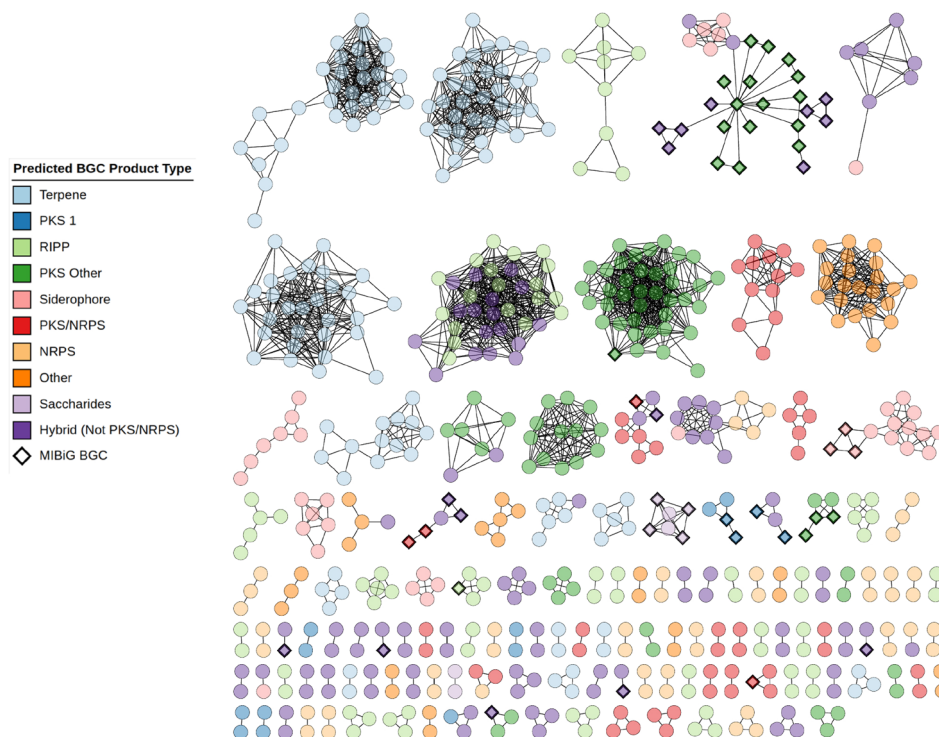 Predicted BGC Product Type
Terpene
PKS 1
RIPP
PKS Other
Siderophore
PKS/NRPS
NRPS
Other
Saccharides
Hybrid (Not PKS/NRPS)
MIBiG BGC